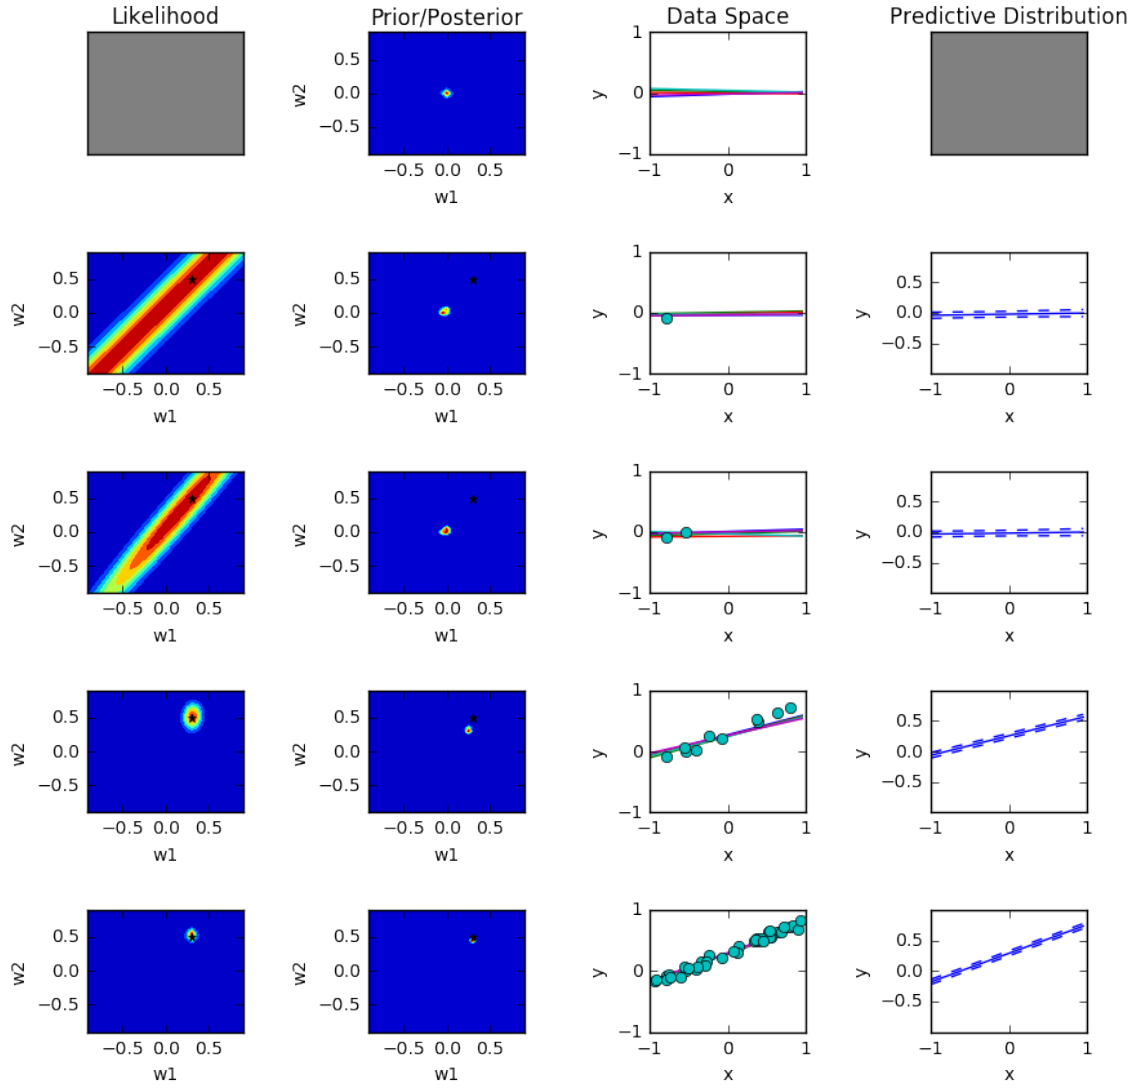 Likelihood Prior/Posterior Data Space Predictive Distribution
w2 0.5 0.0 −0.5 y 1 0 −1
−0.5 0.0 0.5 −1 0 1
w1 x
w2 0.5 0.0 −0.5 w2 0.5 0.0 −0.5 y 1 0 −1 y 0.5 0.0 −0.5
−0.5 0.0 0.5 −0.5 0.0 0.5 −1 0 1 −1 0 1
w1 w1 x x
w2 0.5 0.0 −0.5 w2 0.5 0.0 −0.5 y 1 0 −1 y 0.5 0.0 −0.5
−0.5 0.0 0.5 −0.5 0.0 0.5 −1 0 1 −1 0 1
w1 w1 x x
w2 0.5 0.0 −0.5 w2 0.5 0.0 −0.5 y 1 0 −1 y 0.5 0.0 −0.5
−0.5 0.0 0.5 −0.5 0.0 0.5 −1 0 1 −1 0 1
w1 w1 x x
w2 0.5 0.0 −0.5 w2 0.5 0.0 −0.5 y 1 0 −1 y 0.5 0.0 −0.5
−0.5 0.0 0.5 −0.5 0.0 0.5 −1 0 1 −1 0 1
w1 w1 x x